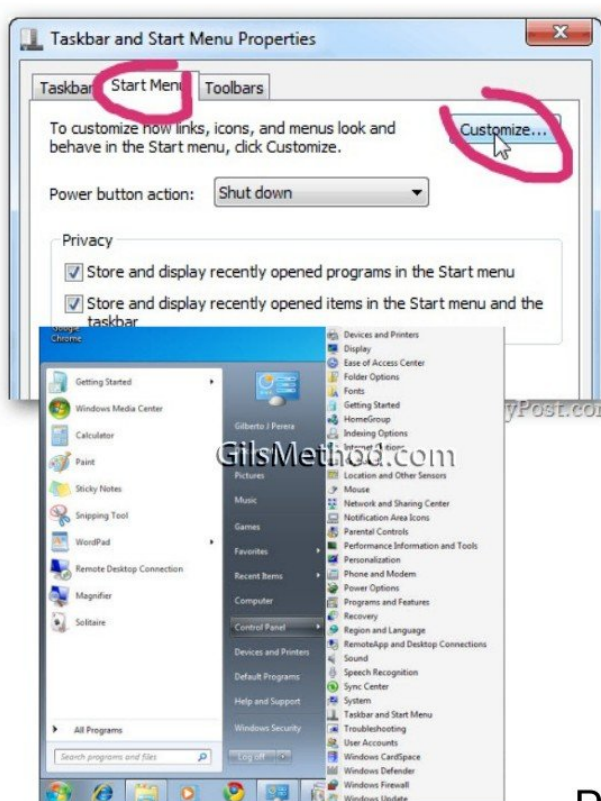 Taskbar and Start Menu Properties
Taskbar
Start Menu
Toolbars
To customize how links, icons, and menus look and
behave in the Start menu, click Customize.
Customize...
Power button action:
Shut down
Privacy
Store and display recently opened programs in the Start menu
Store and display recently opened items in the Start menu and the
taskbar
yPost.com
Google
Chrome
Getting Started
Windows Media Center
Calculator
Paint
Sticky Notes
Snipping Tool
WordPad
Remote Desktop Connection
Magnifier
Solitaire
All Programs
Search programs and files
Gilberto J Perera
GilsMethod.com
Pictures
Music
Games
Favorites
Recent Items
Computer
Control Panel
Devices and Printers
Default Programs
Help and Support
Windows Security
Log off
Devices and Printers
Display
Ease of Access Center
Folder Options
Fonts
Getting Started
HomeGroup
Indexing Options
Internet Options
Location and Other Sensors
Mouse
Network and Sharing Center
Notification Area Icons
Parental Controls
Performance Information and Tools
Personalization
Phone and Modem
Power Options
Programs and Features
Recovery
Region and Language
RemoteApp and Desktop Connections
Sound
Speech Recognition
Sync Center
System
Taskbar and Start Menu
Troubleshooting
User Accounts
Windows CardSpace
Windows Defender
Windows Firewall
Windows Update